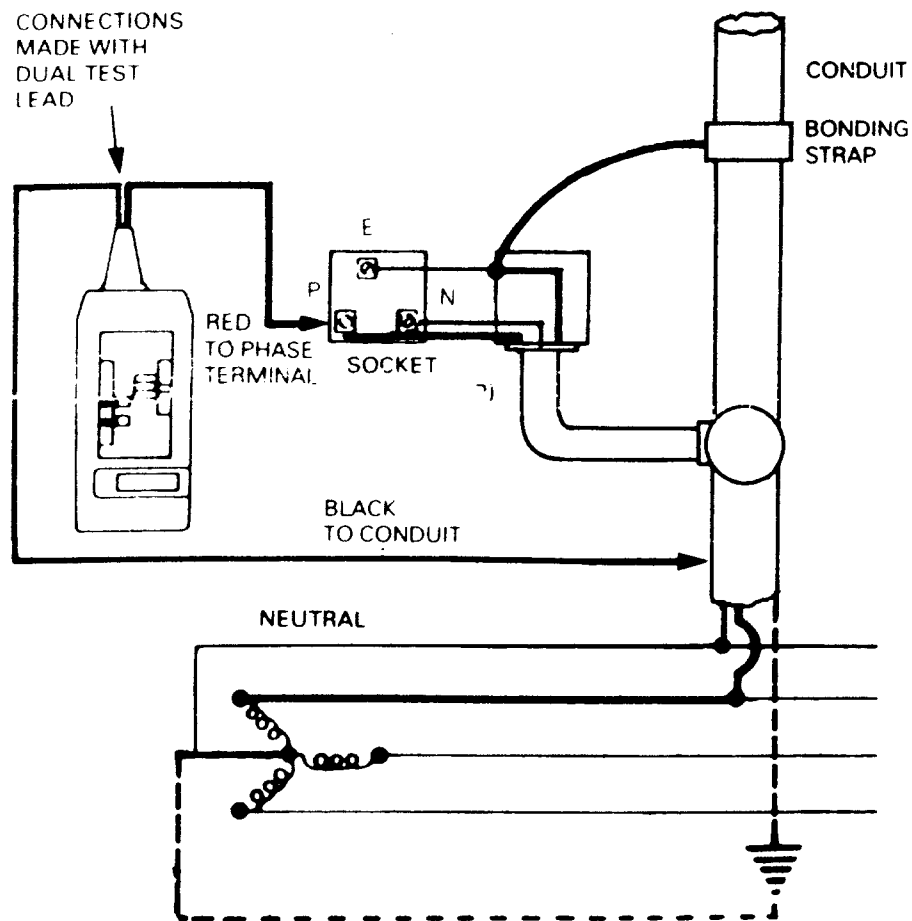 CONNECTIONS
MADE WITH
DUAL TEST
LEAD
CONDUIT
BONDING
STRAP
E
P
N
RED
TO PHASE
TERMINAL
SOCKET
BLACK
TO CONDUIT
NEUTRAL